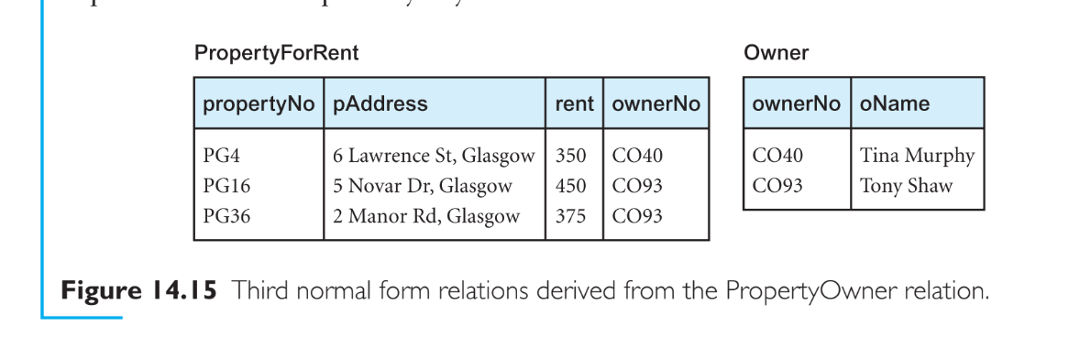 PropertyForRent
propertyNo pAddress rent ownerNo
PG4 6 Lawrence St, Glasgow 350 CO40
PG16 5 Novar Dr, Glasgow 450 CO93
PG36 2 Manor Rd, Glasgow 375 CO93
Owner
ownerNo oName
CO40 Tina Murphy
CO93 Tony Shaw
Figure 14.15 Third normal form relations derived from the PropertyOwner relation.